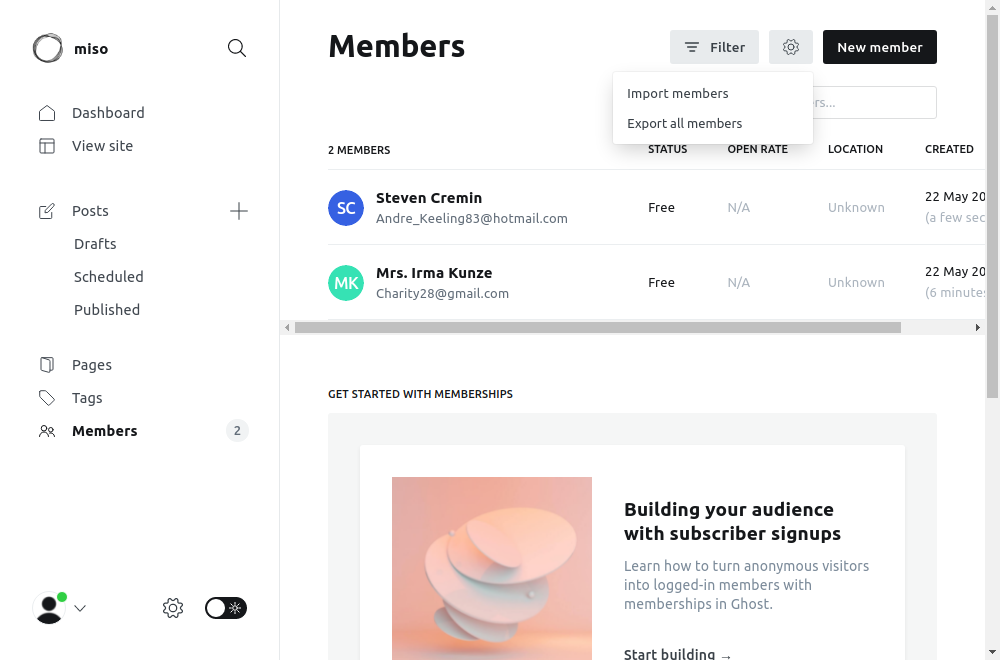 miso
Dashboard
View site
Posts
Drafts
Scheduled
Published
Pages
Tags
Members
2
Members
Filter
New member
Import members
Export all members
2 MEMBERS
STATUS
OPEN RATE
LOCATION
CREATED
SC
Steven Cremin
Andre_Keeling83@hotmail.com
Free
N/A
Unknown
22 May 20
(a few sec
MK
Mrs. Irma Kunze
Charity28@gmail.com
Free
N/A
Unknown
22 May 20
(6 minutes
GET STARTED WITH MEMBERSHIPS
Building your audience
with subscriber signups
Learn how to turn anonymous visitors
into logged-in members with
memberships in Ghost.
Start building →